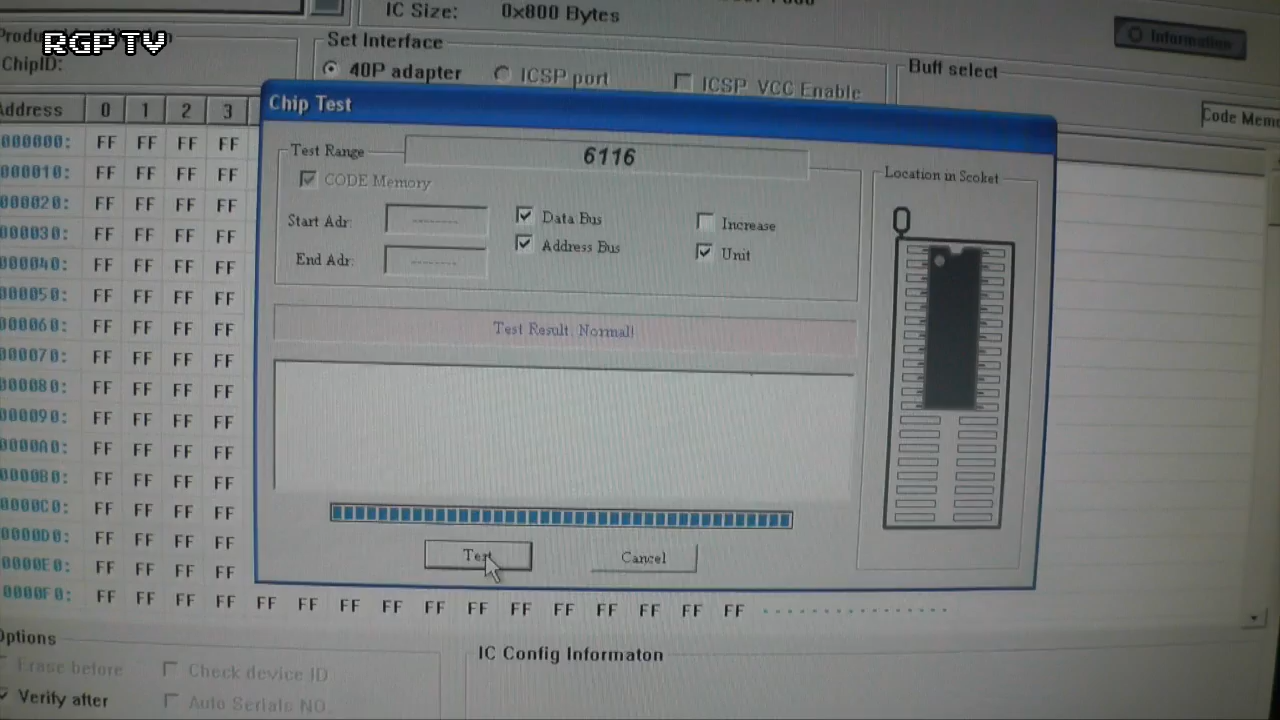 IC Size: 0x800 Bytes
RGPTV
ChipID:
Set Interface
40P adapter ICSP port ICSP_VCC Enable
Information
Buff select
Address 0 1 2 3
Code Memo
Chip Test
Test Range
6116
CODE Memory
Start Adr: --------
End Adr: --------
Data Bus
Address Bus
Increase
Unit
Location in Scoket
Test Result. Normal!
Test Cancel
000000: FF FF FF FF
000010: FF FF FF FF
000020: FF FF FF FF
000030: FF FF FF FF
000040: FF FF FF FF
000050: FF FF FF FF
000060: FF FF FF FF
000070: FF FF FF FF
000080: FF FF FF FF
000090: FF FF FF FF
0000A0: FF FF FF FF
0000B0: FF FF FF FF
0000C0: FF FF FF FF
0000D0: FF FF FF FF
0000E0: FF FF FF FF
0000F0: FF FF FF FF FF FF FF FF FF FF FF FF FF FF FF FF ................
Options
Erase before Check device ID
Verify after Auto Serials NO.
IC Config Informaton